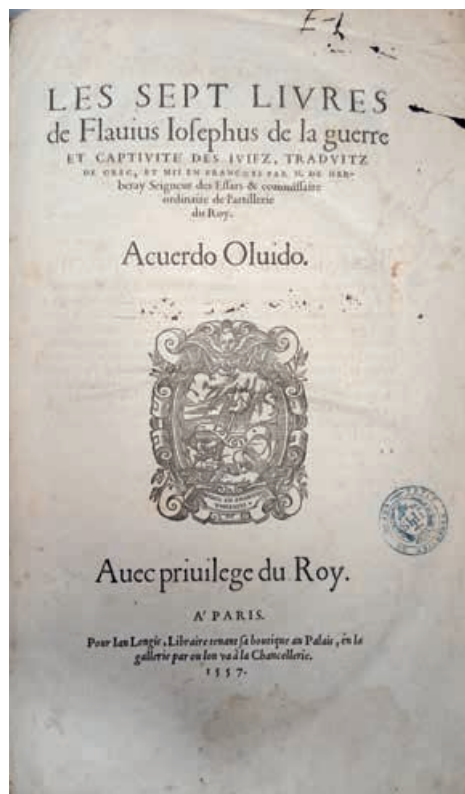 E-1
LES SEPT LIVRES
de Flauius Iosephus de la guerre
ET CAPTIVITE DES IVIFZ, TRADVITZ
DE GREC, ET MIS EN FRANCOYS PAR N. DE HER-
beray Seigneur des Essars & commissaire
ordinaire de l'artillerie
du Roy.
Acuerdo Oluido.
Auec priuilege du Roy.
A' PARIS.
Pour Ian Longis, Libraire tenant sa boutique au Palais, en la
gallerie par ou lon va à la Chancellerie.
1557.